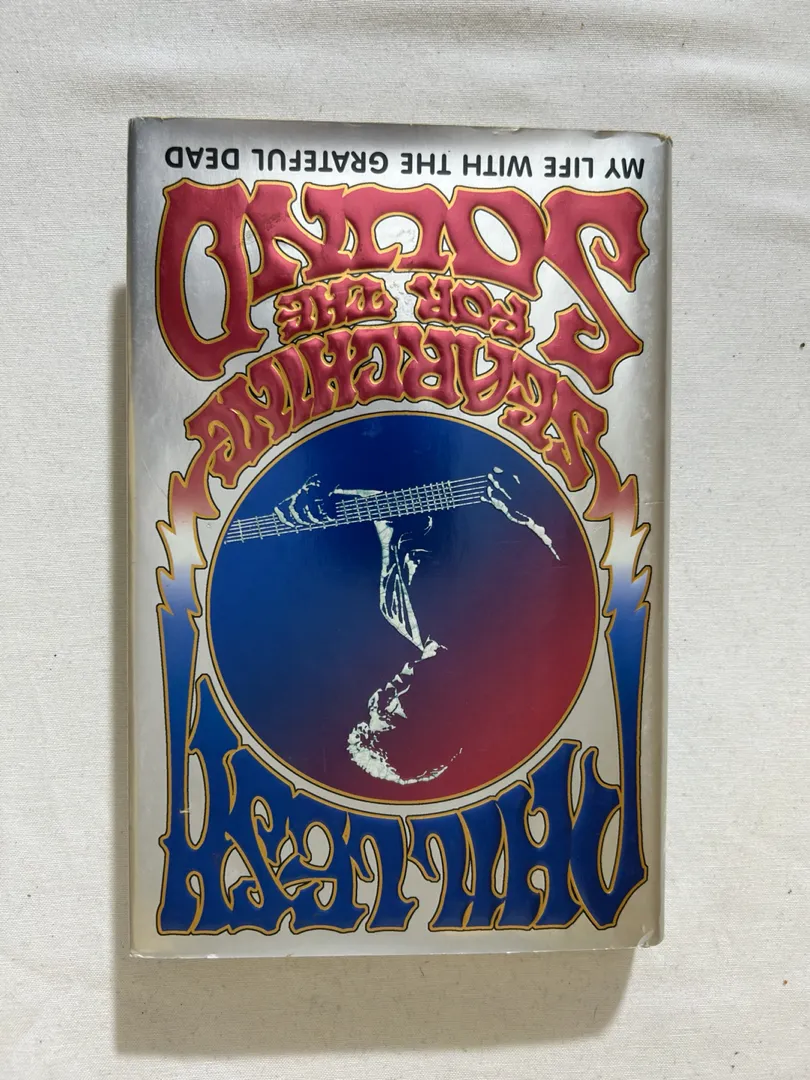 PHIL LESH
SEARCHING
FOR THE
SOUND
MY LIFE WITH THE GRATEFUL DEAD